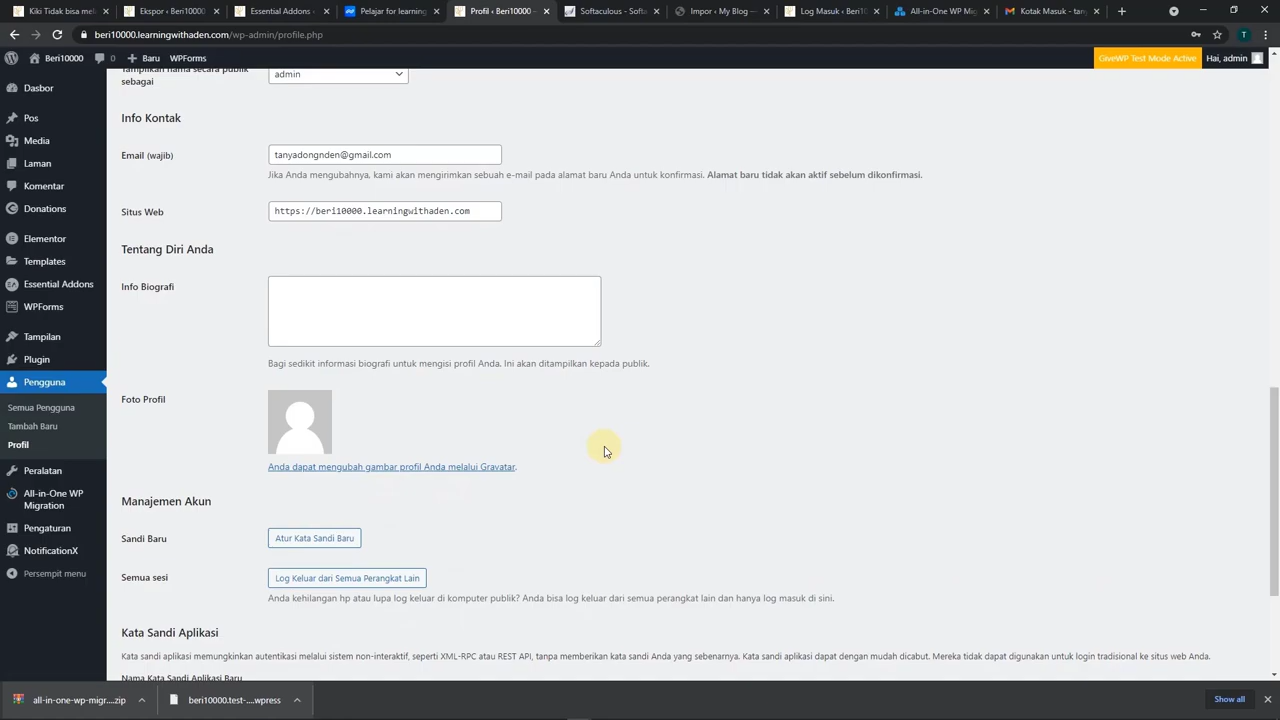 Kiki Tidak bisa mele
Ekspor ‹ Beri10000 —
Essential Addons ‹
Pelajar for learning
Profil ‹ Beri10000 —
Softaculous - Softa
Impor ‹ My Blog —
Log Masuk ‹ Beri10
All-in-One WP Mig
Kotak Masuk - tang
beri10000.learningwithaden.com/wp-admin/profile.php
T
Beri10000
0
Baru
WPForms
GiveWP Test Mode Active
Hai, admin
Dasbor
Pos
Media
Laman
Komentar
Donations
Elementor
Templates
Essential Addons
WPForms
Tampilan
Plugin
Pengguna
Semua Pengguna
Tambah Baru
Profil
Peralatan
All-in-One WP
Migration
Pengaturan
NotificationX
Persempit menu
Tampilkan nama secara publik
sebagai
admin
Info Kontak
Email (wajib)
tanyadongnden@gmail.com
Jika Anda mengubahnya, kami akan mengirimkan sebuah e-mail pada alamat baru Anda untuk konfirmasi. Alamat baru tidak akan aktif sebelum dikonfirmasi.
Situs Web
https://beri10000.learningwithaden.com
Tentang Diri Anda
Info Biografi
Bagi sedikit informasi biografi untuk mengisi profil Anda. Ini akan ditampilkan kepada publik.
Foto Profil
Anda dapat mengubah gambar profil Anda melalui Gravatar.
Manajemen Akun
Sandi Baru
Atur Kata Sandi Baru
Semua sesi
Log Keluar dari Semua Perangkat Lain
Anda kehilangan hp atau lupa log keluar di komputer publik? Anda bisa log keluar dari semua perangkat lain dan hanya log masuk di sini.
Kata Sandi Aplikasi
Kata sandi aplikasi memungkinkan autentikasi melalui sistem non-interaktif, seperti XML-RPC atau REST API, tanpa memberikan kata sandi Anda yang sebenarnya. Kata sandi aplikasi dapat dengan mudah dicabut. Mereka tidak dapat digunakan untuk login tradisional ke situs web Anda.
Nama Kata Sandi Aplikasi Baru
all-in-one-wp-migr....zip
beri10000.test-....wpress
Show all